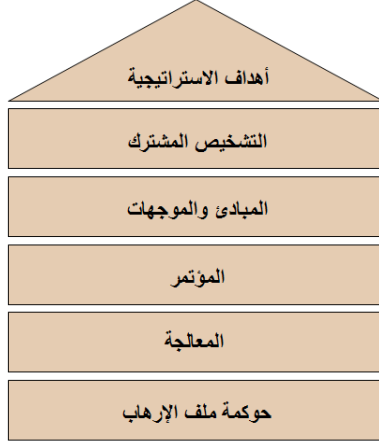 أهداف الاستراتيجية
التشخيص المشترك
المبادئ والموجهات
المؤتمر
المعالجة
حوكمة ملف الإرهاب